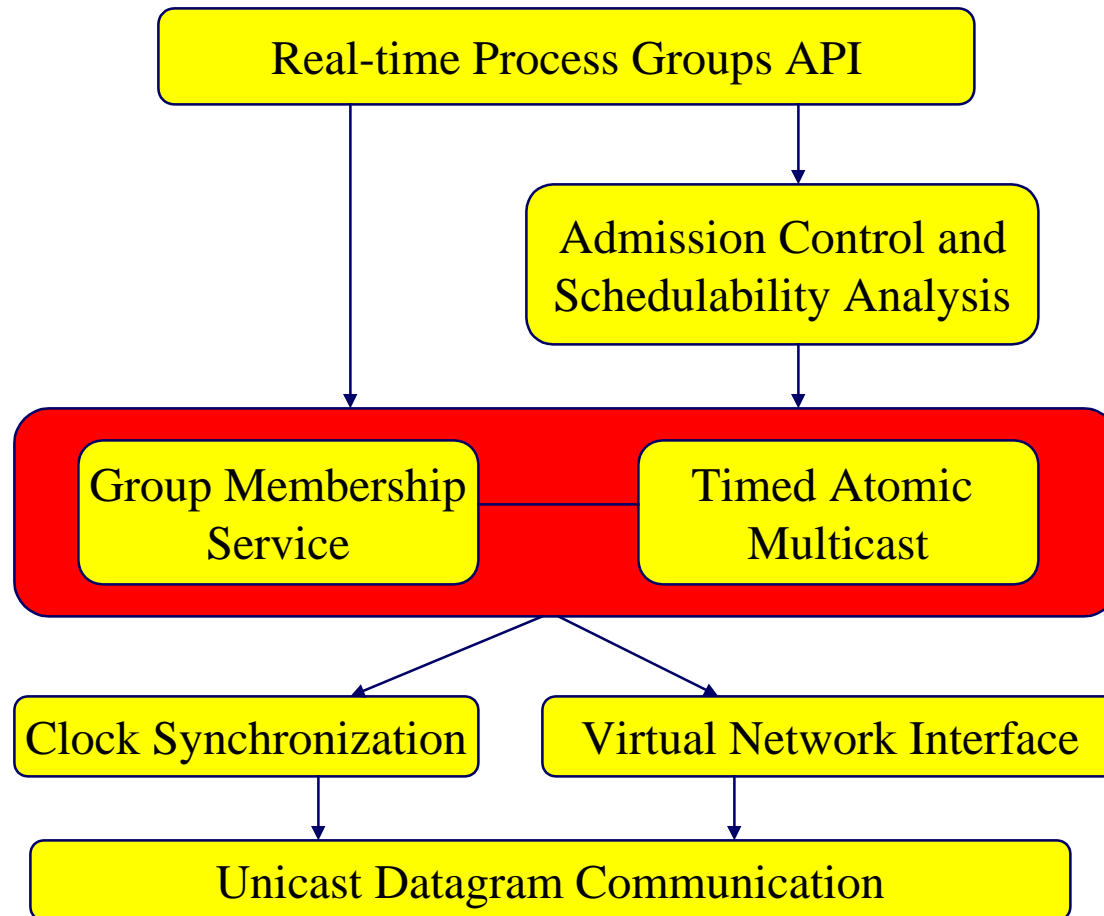 Real-time Process Groups API
Admission Control and
Schedulability Analysis
Group Membership
Service
Timed Atomic
Multicast
Clock Synchronization
Virtual Network Interface
Unicast Datagram Communication